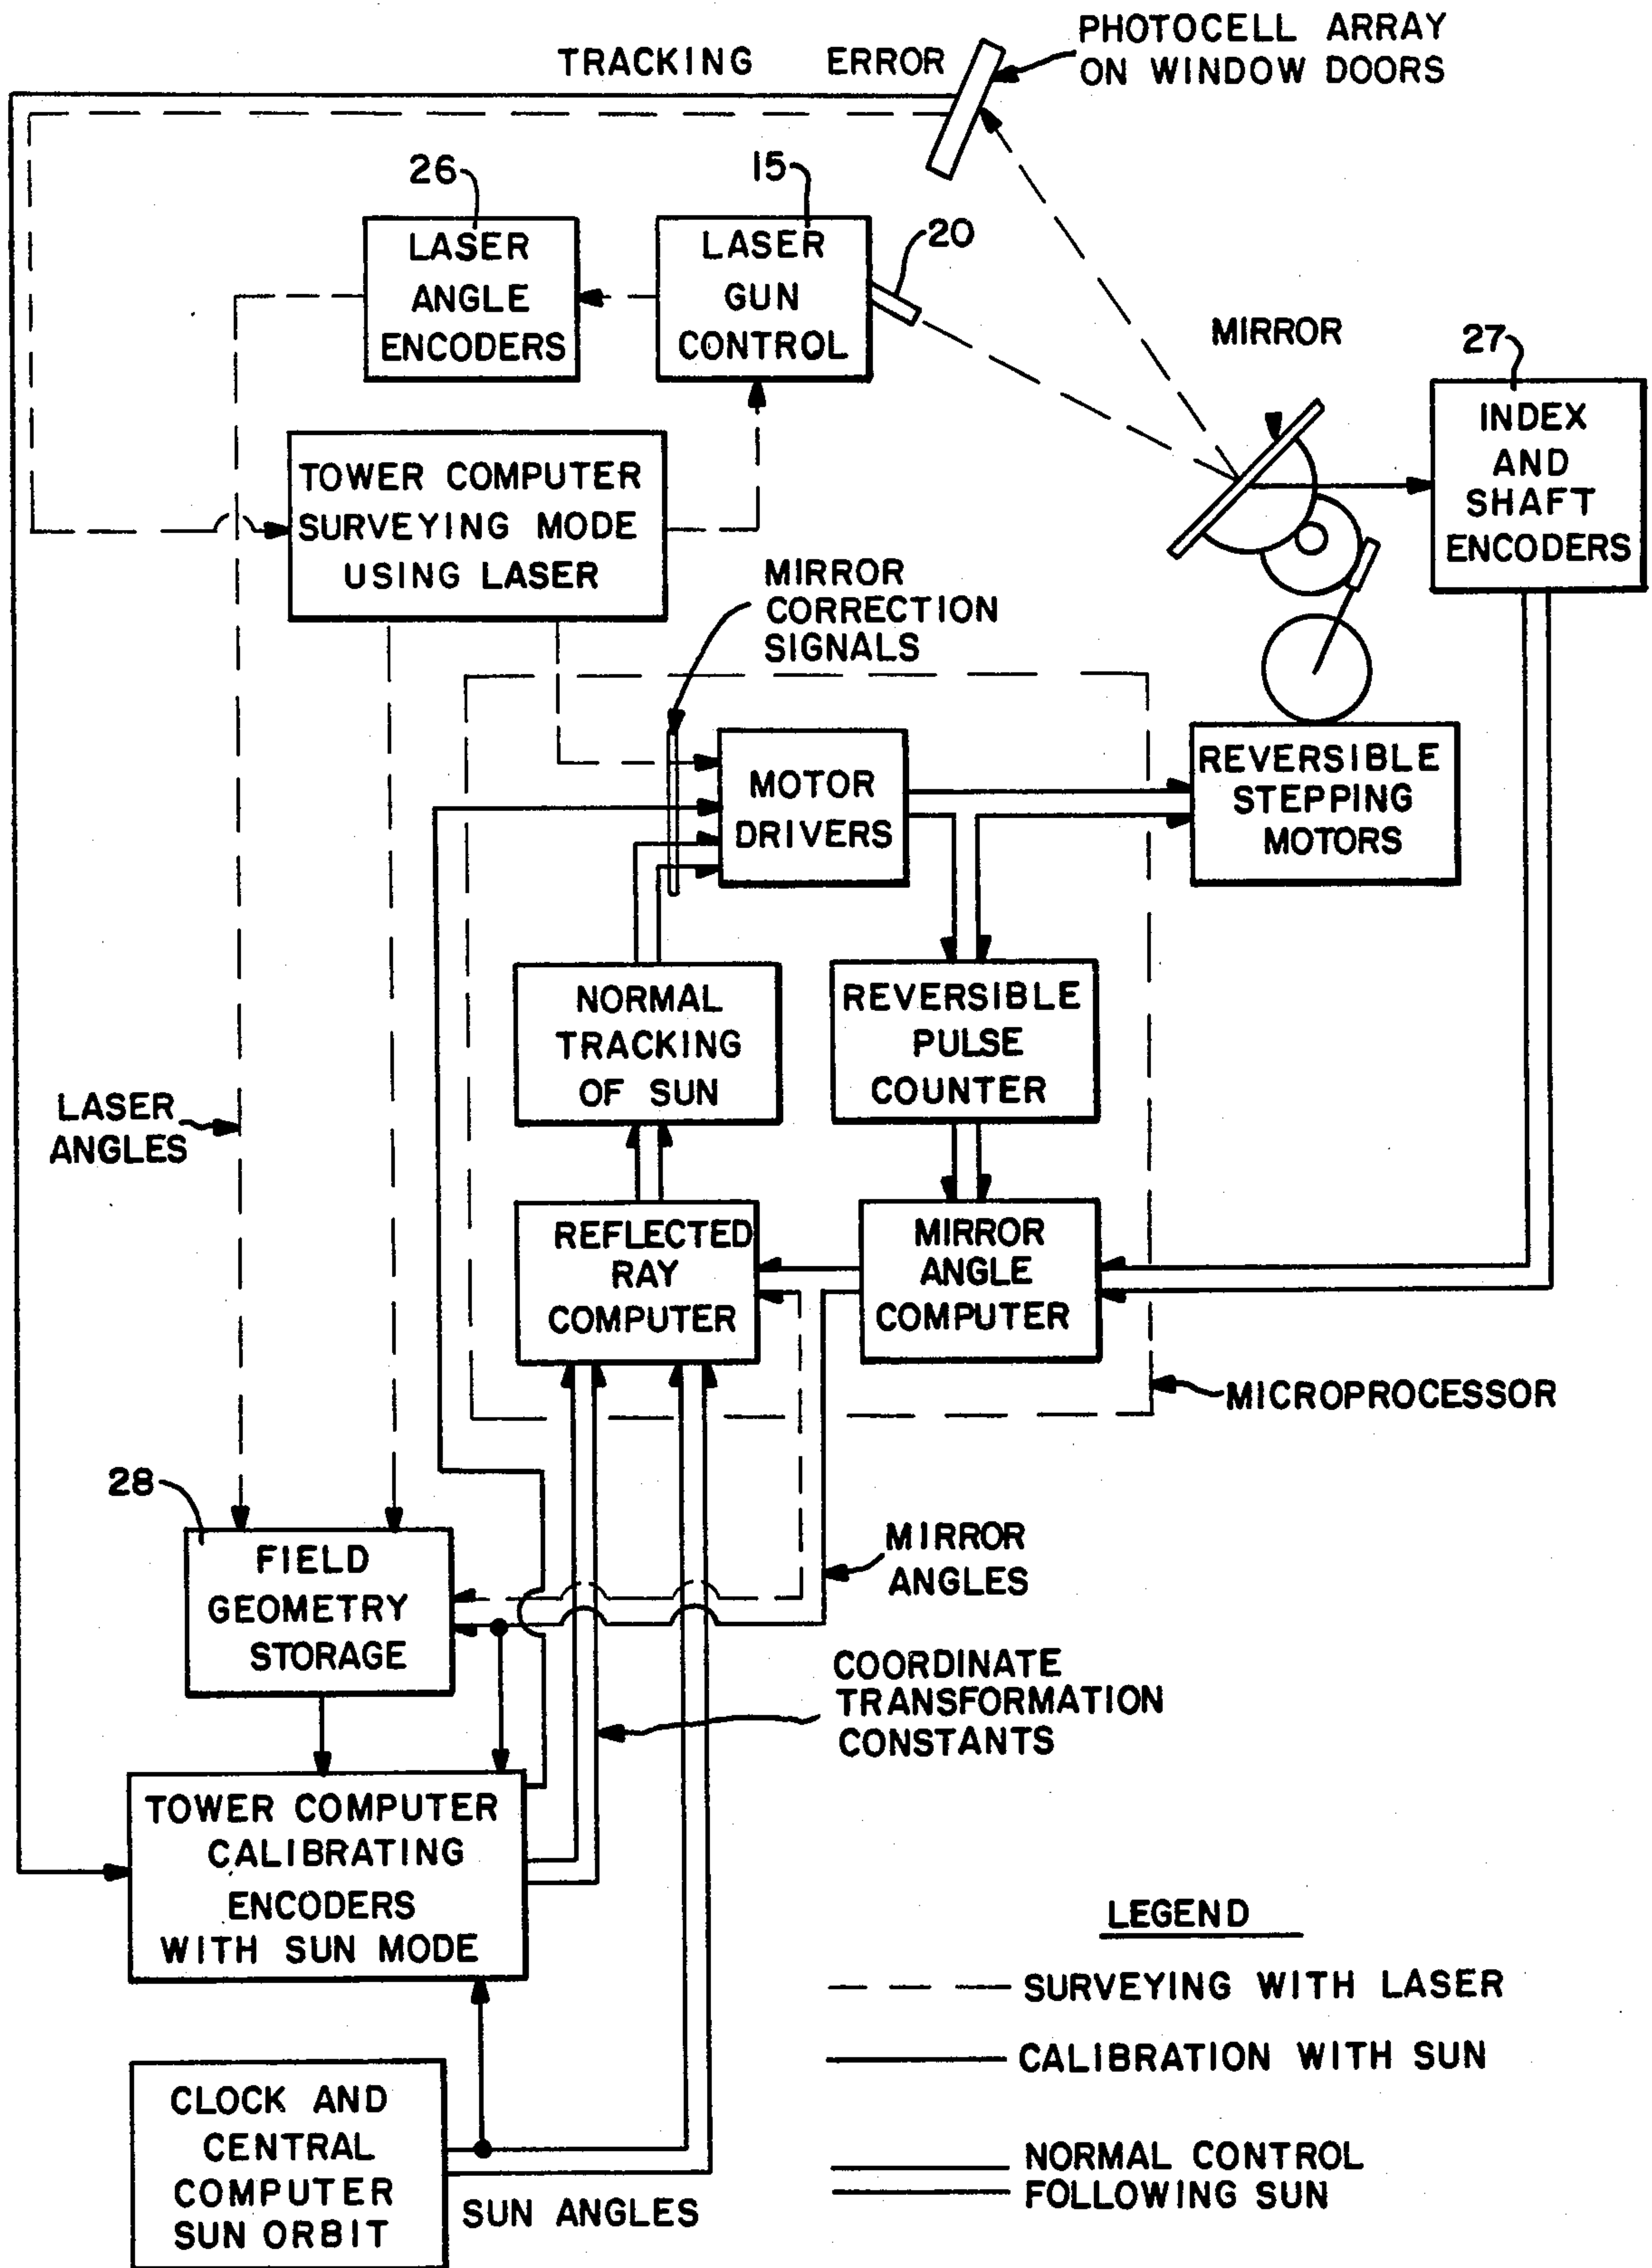 TRACKING ERROR
PHOTOCELL ARRAY
ON WINDOW DOORS
26
LASER
ANGLE
ENCODERS
15
LASER
GUN
CONTROL
20
MIRROR
27
INDEX
AND
SHAFT
ENCODERS
TOWER COMPUTER
SURVEYING MODE
USING LASER
MIRROR
CORRECTION
SIGNALS
MOTOR
DRIVERS
REVERSIBLE
STEPPING
MOTORS
NORMAL
TRACKING
OF SUN
REVERSIBLE
PULSE
COUNTER
LASER
ANGLES
REFLECTED
RAY
COMPUTER
MIRROR
ANGLE
COMPUTER
MICROPROCESSOR
28
FIELD
GEOMETRY
STORAGE
MIRROR
ANGLES
COORDINATE
TRANSFORMATION
CONSTANTS
TOWER COMPUTER
CALIBRATING
ENCODERS
WITH SUN MODE
CLOCK AND
CENTRAL
COMPUTER
SUN ORBIT
SUN ANGLES
LEGEND
SURVEYING WITH LASER
CALIBRATION WITH SUN
NORMAL CONTROL
FOLLOWING SUN